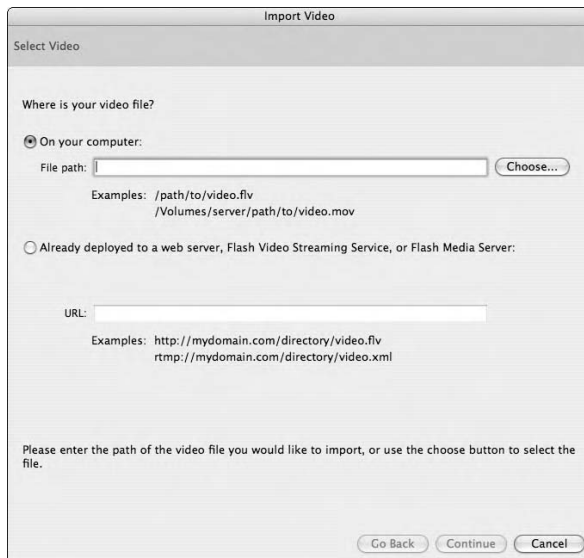 Import Video
Select Video
Where is your video file?
On your computer:
File path:
Choose...
Examples: /path/to/video.flv
/Volumes/server/path/to/video.mov
Already deployed to a web server, Flash Video Streaming Service, or Flash Media Server:
URL:
Examples: http://mydomain.com/directory/video.flv
rtmp://mydomain.com/directory/video.xml
Please enter the path of the video file you would like to import, or use the choose button to select the
file.
Go Back Continue Cancel